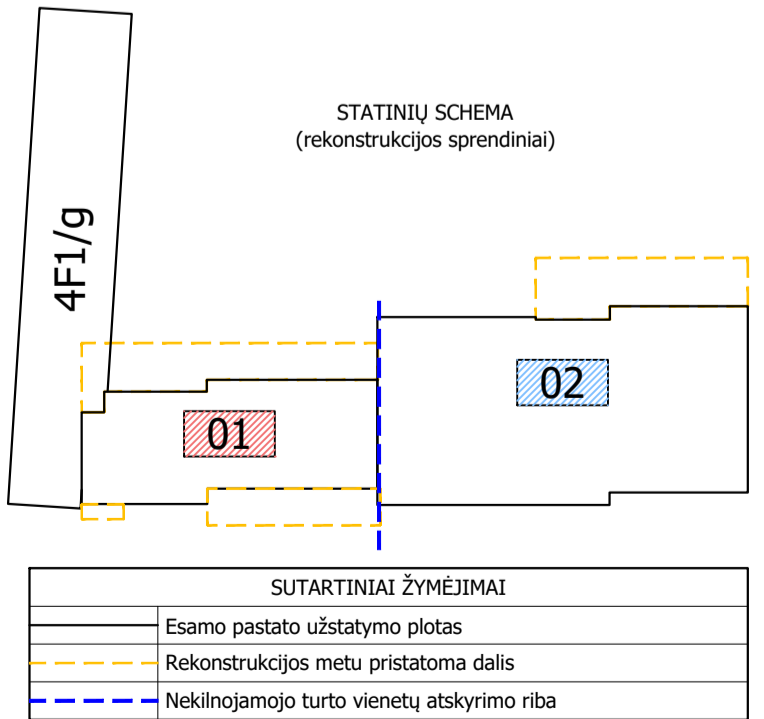 STATINIŲ SCHEMA
(rekonstrukcijos sprendiniai)
4F1/g
02
01
SUTARTINIAI ŽYMĖJIMAI
Esamo pastato užstatymo plotas
Rekonstrukcijos metu pristatoma dalis
Nekilnojamojo turto vienetų atskyrimo riba